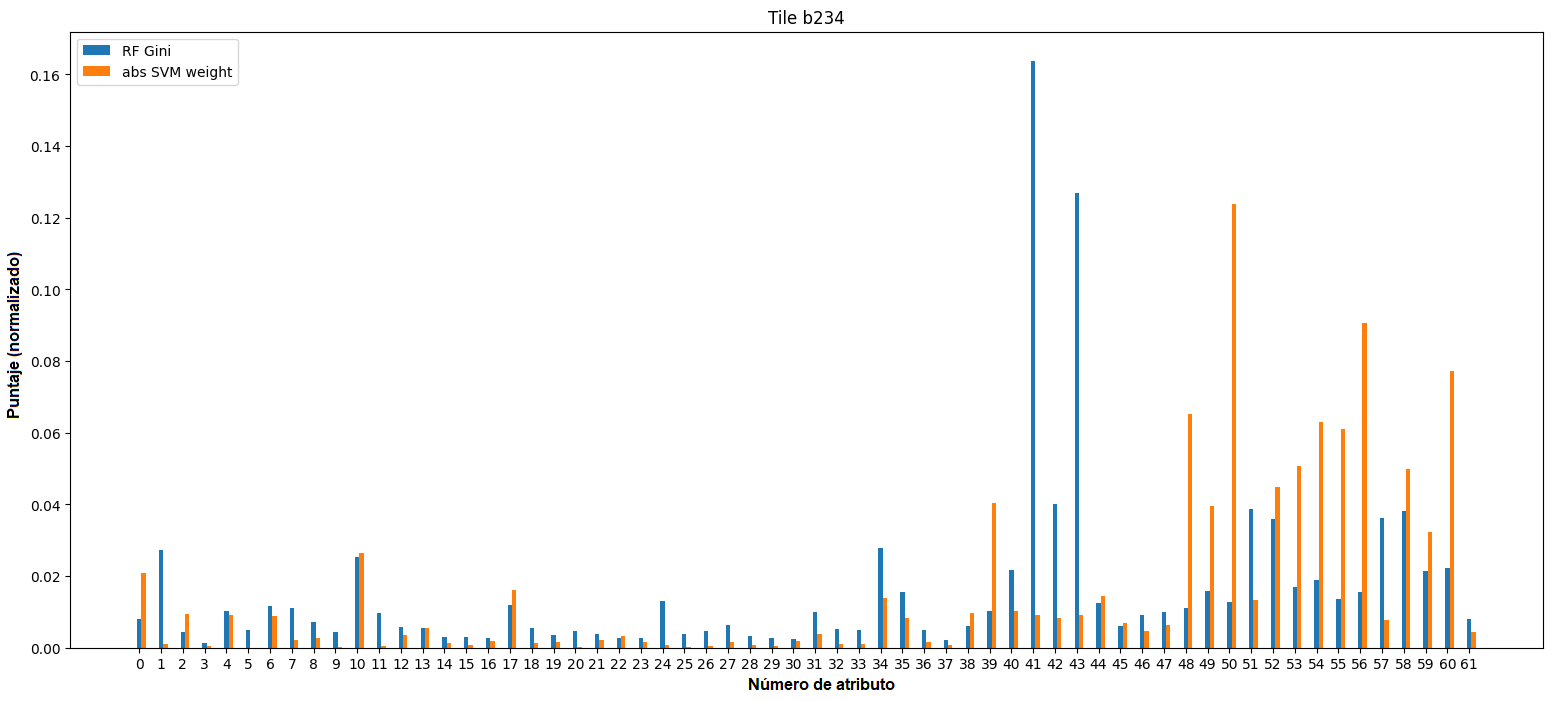 Tile b234
RF Gini
abs SVM weight
0.16
0.14
0.12
0.10
0.08
0.06
0.04
0.02
0.00
Puntaje (normalizado)
0 1 2 3 4 5 6 7 8 9 10 11 12 13 14 15 16 17 18 19 20 21 22 23 24 25 26 27 28 29 30 31 32 33 34 35 36 37 38 39 40 41 42 43 44 45 46 47 48 49 50 51 52 53 54 55 56 57 58 59 60 61
Número de atributo